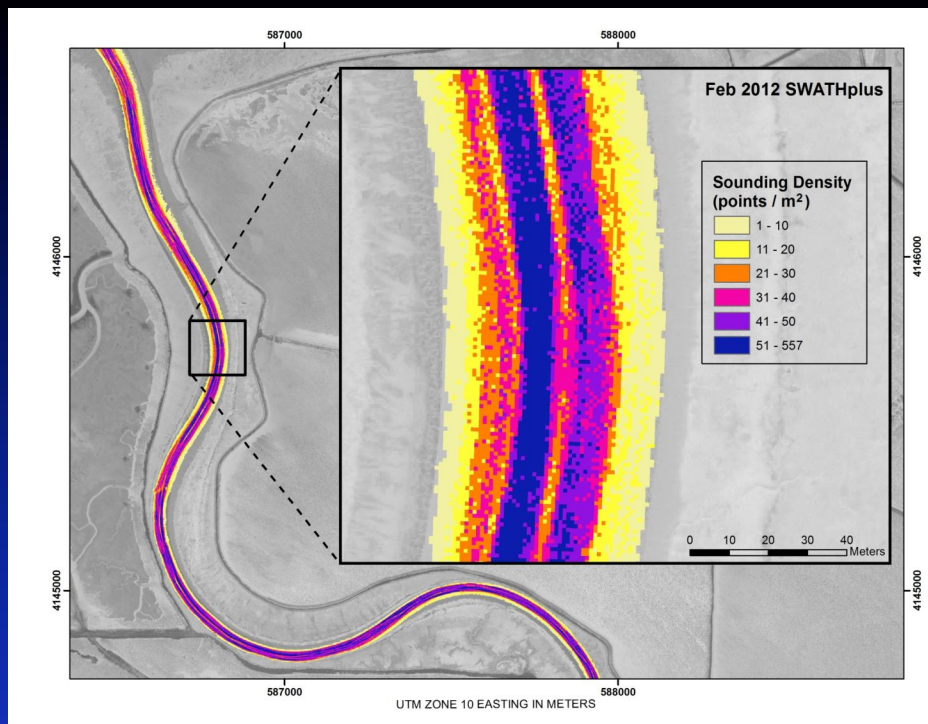 587000
588000
Feb 2012 SWATHplus
Sounding Density
(points / m²)
1 - 10
11 - 20
21 - 30
31 - 40
41 - 50
51 - 557
4146000
4146000
0 10 20 30 40
Meters
4145000
4145000
587000
588000
UTM ZONE 10 EASTING IN METERS